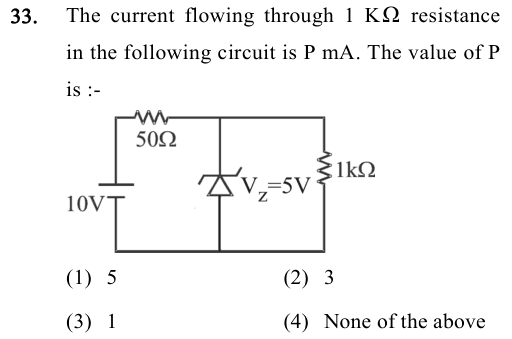 33. The current flowing through 1 KΩ resistance
in the following circuit is P mA. The value of P
is :-
50Ω
1kΩ
V_z=5V
10V
(1) 5 (2) 3
(3) 1 (4) None of the above